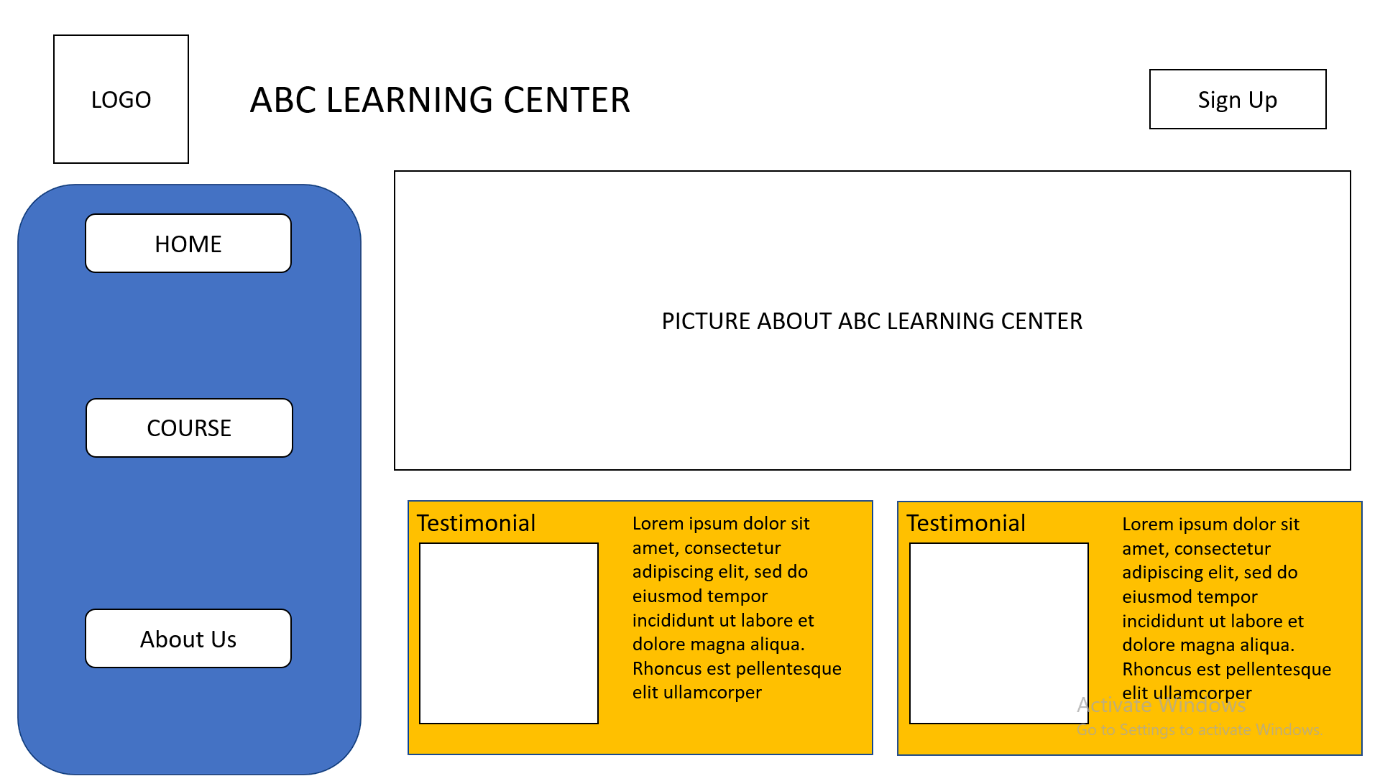 LOGO
ABC LEARNING CENTER
Sign Up
HOME
COURSE
About Us
PICTURE ABOUT ABC LEARNING CENTER
Testimonial
Lorem ipsum dolor sit
amet, consectetur
adipiscing elit, sed do
eiusmod tempor
incididunt ut labore et
dolore magna aliqua.
Rhoncus est pellentesque
elit ullamcorper
Testimonial
Lorem ipsum dolor sit
amet, consectetur
adipiscing elit, sed do
eiusmod tempor
incididunt ut labore et
dolore magna aliqua.
Rhoncus est pellentesque
elit ullamcorper
Activate Windows
Go to Settings to activate Windows.